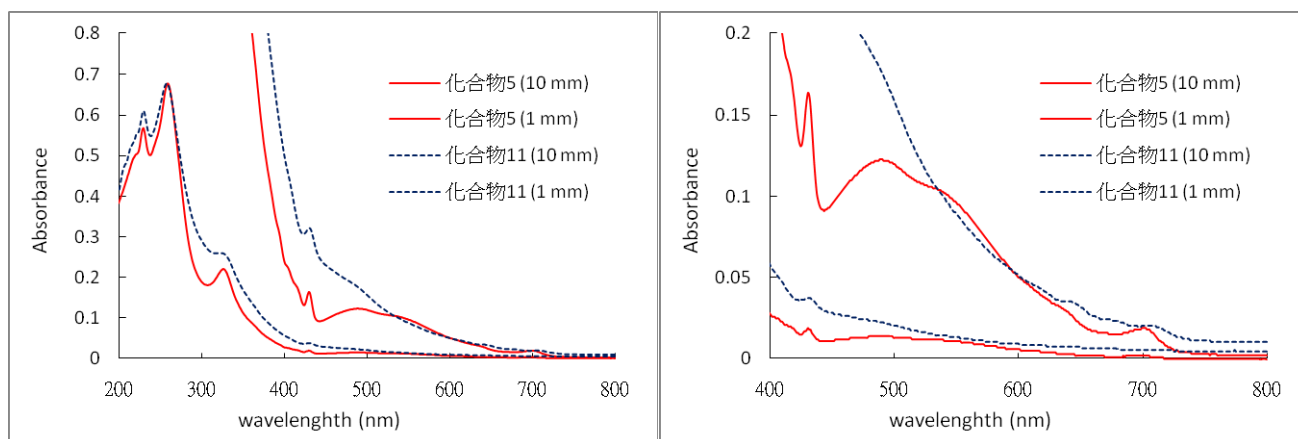 0.8
0.7
0.6
0.5
0.4
0.3
0.2
0.1
0
Absorbance
化合物5 (10 mm)
化合物5 (1 mm)
化合物11 (10 mm)
化合物11 (1 mm)
200 300 400 500 600 700 800
wavelenghth (nm)
0.2
0.15
0.1
0.05
0
Absorbance
化合物5 (10 mm)
化合物5 (1 mm)
化合物11 (10 mm)
化合物11 (1 mm)
400 500 600 700 800
wavelenghth (nm)